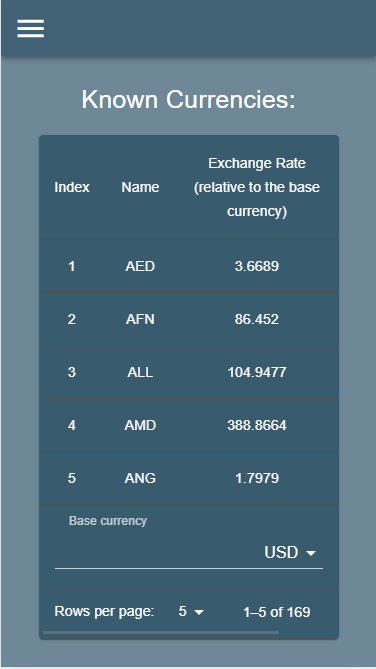 Known Currencies:
Index Name Exchange Rate
(relative to the base
currency)
1 AED 3.6689
2 AFN 86.452
3 ALL 104.9477
4 AMD 388.8664
5 ANG 1.7979
Base currency
USD
Rows per page: 5 1–5 of 169